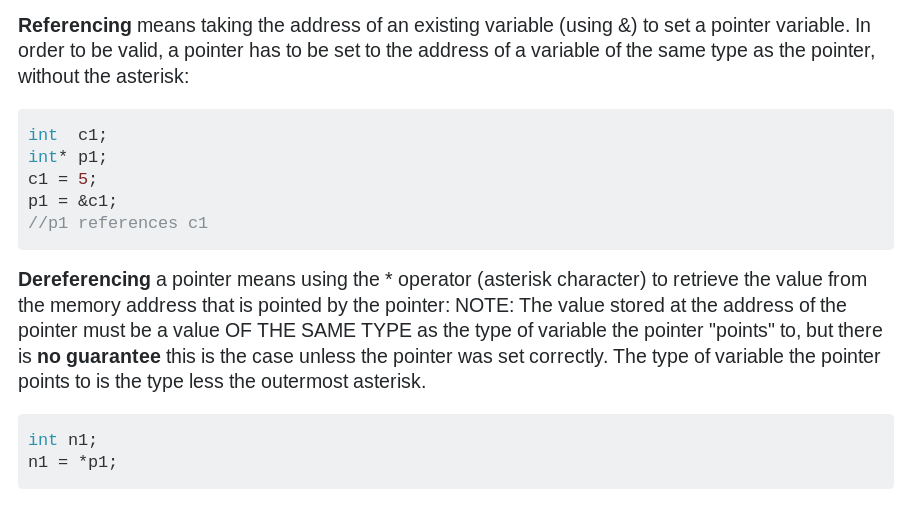 Referencing means taking the address of an existing variable (using &) to set a pointer variable. In
order to be valid, a pointer has to be set to the address of a variable of the same type as the pointer,
without the asterisk:
int  c1;
int* p1;
c1 = 5;
p1 = &c1;
//p1 references c1
Dereferencing a pointer means using the * operator (asterisk character) to retrieve the value from
the memory address that is pointed by the pointer: NOTE: The value stored at the address of the
pointer must be a value OF THE SAME TYPE as the type of variable the pointer "points" to, but there
is no guarantee this is the case unless the pointer was set correctly. The type of variable the pointer
points to is the type less the outermost asterisk.
int n1;
n1 = *p1;